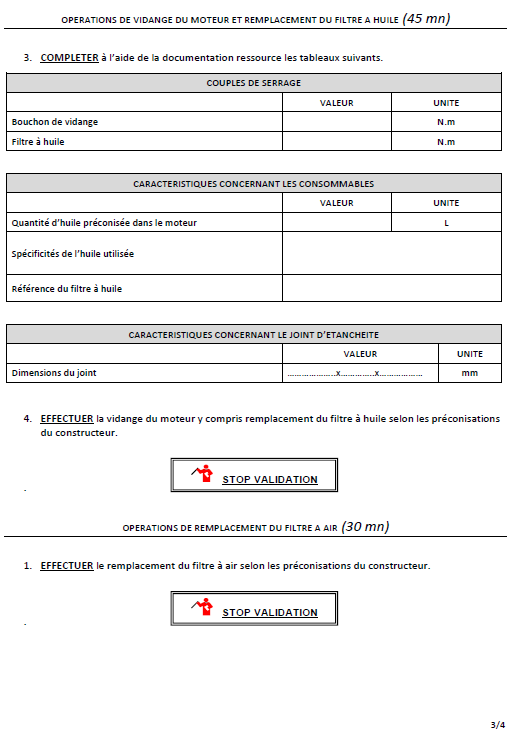 OPERATIONS DE VIDANGE DU MOTEUR ET REMPLACEMENT DU FILTRE A HUILE (45 mn)
3. COMPLETER à l'aide de la documentation ressource les tableaux suivants.
COUPLES DE SERRAGE
VALEUR UNITE
Bouchon de vidange N.m
Filtre à huile N.m
CARACTERISTIQUES CONCERNANT LES CONSOMMABLES
VALEUR UNITE
Quantité d'huile préconisée dans le moteur L
Spécificités de l'huile utilisée
Référence du filtre à huile
CARACTERISTIQUES CONCERNANT LE JOINT D'ETANCHEITE
VALEUR UNITE
Dimensions du joint ………………..x…………..x……………… mm
4. EFFECTUER la vidange du moteur y compris remplacement du filtre à huile selon les préconisations
du constructeur.
STOP VALIDATION
.
OPERATIONS DE REMPLACEMENT DU FILTRE A AIR (30 mn)
1. EFFECTUER le remplacement du filtre à air selon les préconisations du constructeur.
STOP VALIDATION
.
3/4